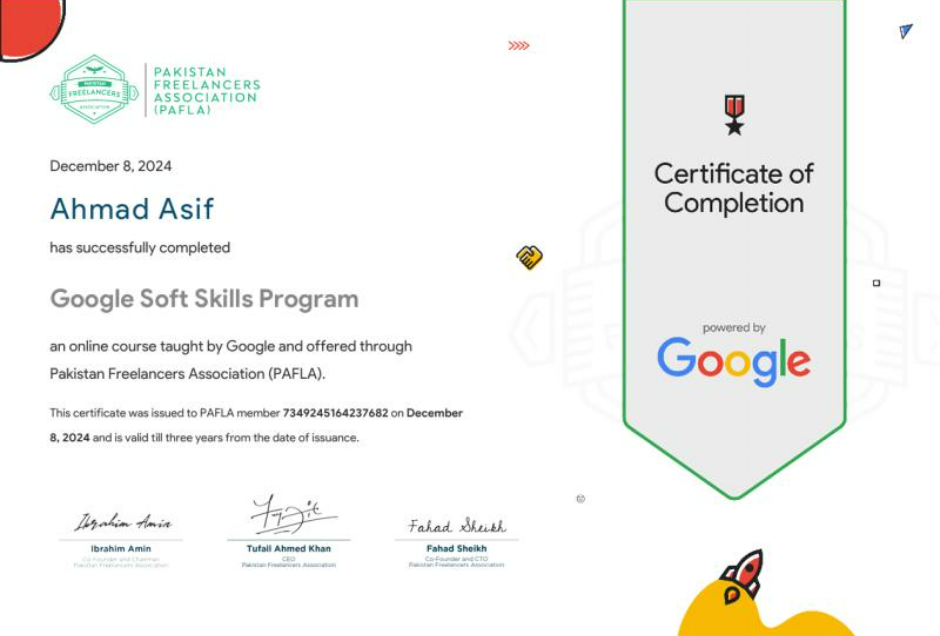 PAKISTAN
FREELANCERS
ASSOCIATION
(PAFLA)
PAKISTAN
FREELANCERS
ASSOCIATION
December 8, 2024
Ahmad Asif
has successfully completed
Google Soft Skills Program
an online course taught by Google and offered through
Pakistan Freelancers Association (PAFLA).
This certificate was issued to PAFLA member 7349245164237682 on December
8, 2024 and is valid till three years from the date of issuance.
Ibrahim Amin
Ibrahim Amin
Co-Founder and Chairman
Pakistan Freelancers Association
Tufail Ahmed Khan
CEO
Pakistan Freelancers Association
Fahad Sheikh
Fahad Sheikh
Co-Founder and CTO
Pakistan Freelancers Association
Certificate of
Completion
powered by
Google